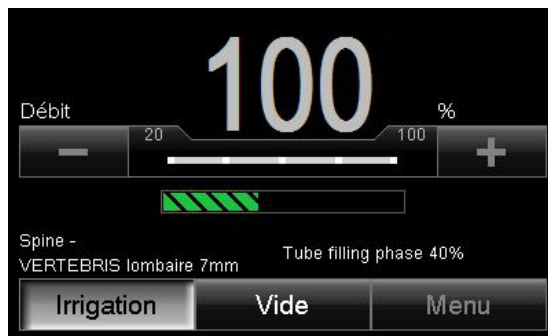 100
Débit
%
20
100
−
+
Spine -
VERTEBRIS lombaire 7mm
Tube filling phase 40%
Irrigation
Vide
Menu